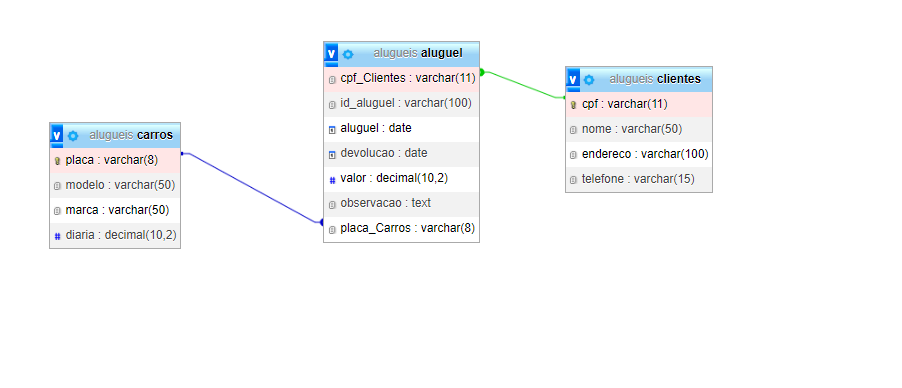 alugueis carros
placa : varchar(8)
modelo : varchar(50)
marca : varchar(50)
diaria : decimal(10,2)
alugueis aluguel
cpf_Clientes : varchar(11)
id_aluguel : varchar(100)
aluguel : date
devolucao : date
valor : decimal(10,2)
observacao : text
placa_Carros : varchar(8)
alugueis clientes
cpf : varchar(11)
nome : varchar(50)
endereco : varchar(100)
telefone : varchar(15)